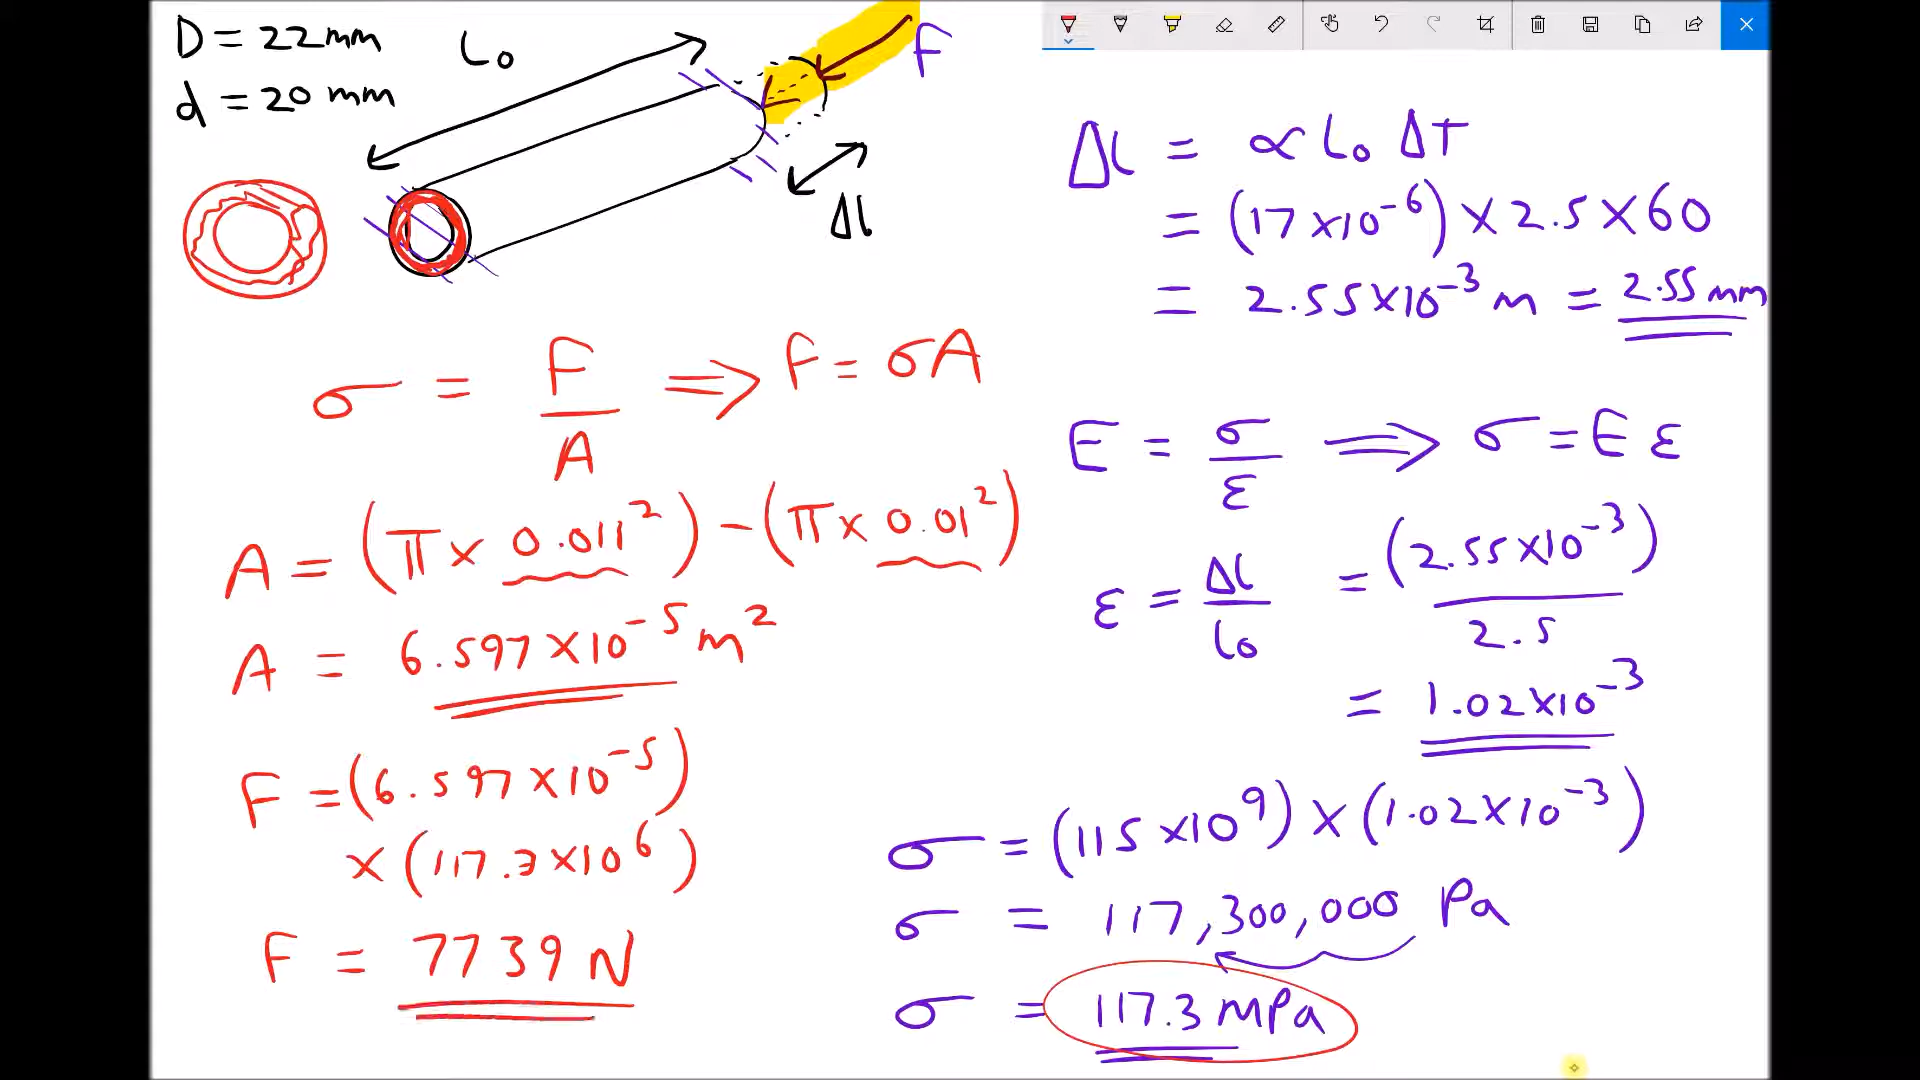 D = 22mm
d = 20 mm
L₀
F
Δl
σ = F/A ⟹ F = σA
A = (π × 0.011²) − (π × 0.01²)
A = 6.597 × 10⁻⁵ m²
F = (6.597 × 10⁻⁵)
× (117.3 × 10⁶)
F = 7739 N
Δl = α L₀ ΔT
= (17 × 10⁻⁶) × 2.5 × 60
= 2.55 × 10⁻³ m = 2.55 mm
E = σ/ε ⟹ σ = E ε
ε = Δl/l₀ = (2.55 × 10⁻³)/2.5
= 1.02 × 10⁻³
σ = (115 × 10⁹) × (1.02 × 10⁻³)
σ = 117,300,000 Pa
σ = 117.3 MPa